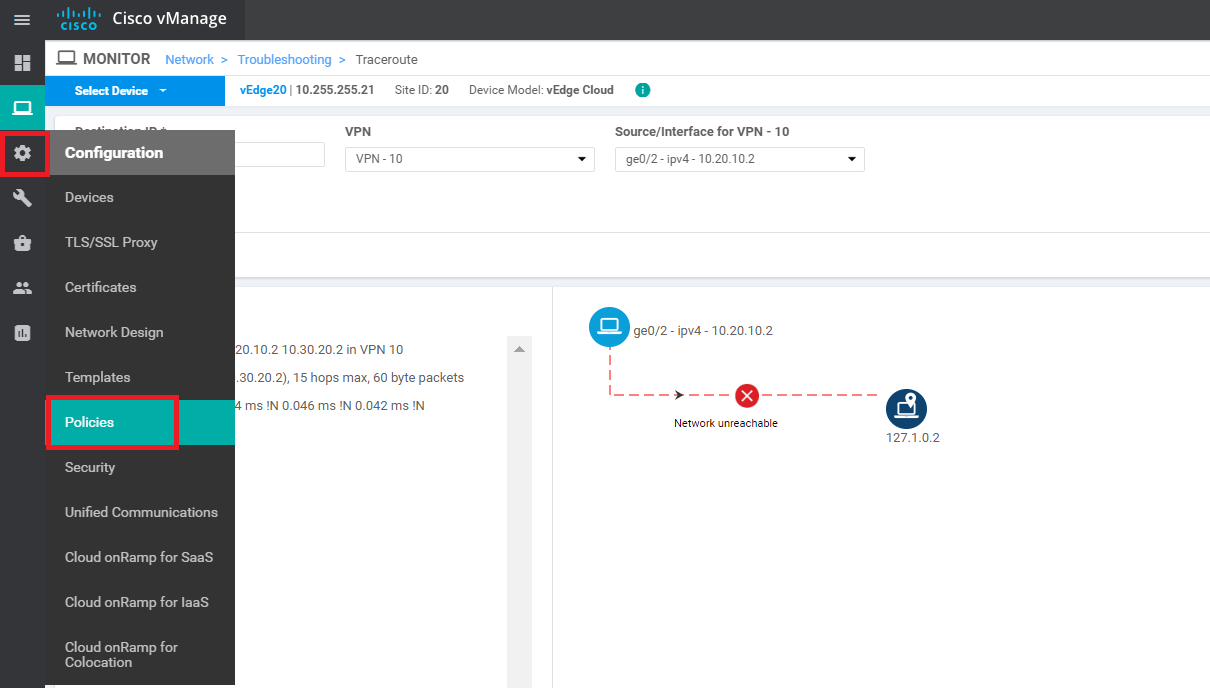 CISCO
Cisco vManage
MONITOR Network > Troubleshooting > Traceroute
Select Device
vEdge20 | 10.255.255.21 Site ID: 20 Device Model: vEdge Cloud i
Destination IP *
VPN
Source/Interface for VPN - 10
VPN - 10
ge0/2 - ipv4 - 10.20.10.2
Configuration
Devices
TLS/SSL Proxy
Certificates
Network Design
Templates
Policies
Security
Unified Communications
Cloud onRamp for SaaS
Cloud onRamp for IaaS
Cloud onRamp for
Colocation
20.10.2 10.30.20.2 in VPN 10
.30.20.2), 15 hops max, 60 byte packets
4 ms !N 0.046 ms !N 0.042 ms !N
ge0/2 - ipv4 - 10.20.10.2
Network unreachable
127.1.0.2